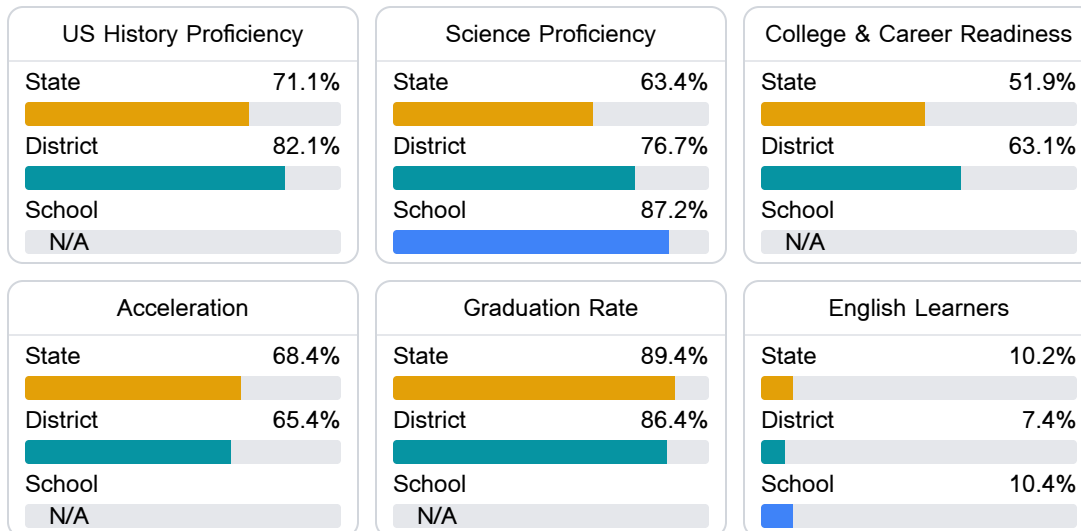 US History Proficiency
State 71.1%
District 82.1%
School
N/A
Science Proficiency
State 63.4%
District 76.7%
School 87.2%
College & Career Readiness
State 51.9%
District 63.1%
School
N/A
Acceleration
State 68.4%
District 65.4%
School
N/A
Graduation Rate
State 89.4%
District 86.4%
School
N/A
English Learners
State 10.2%
District 7.4%
School 10.4%